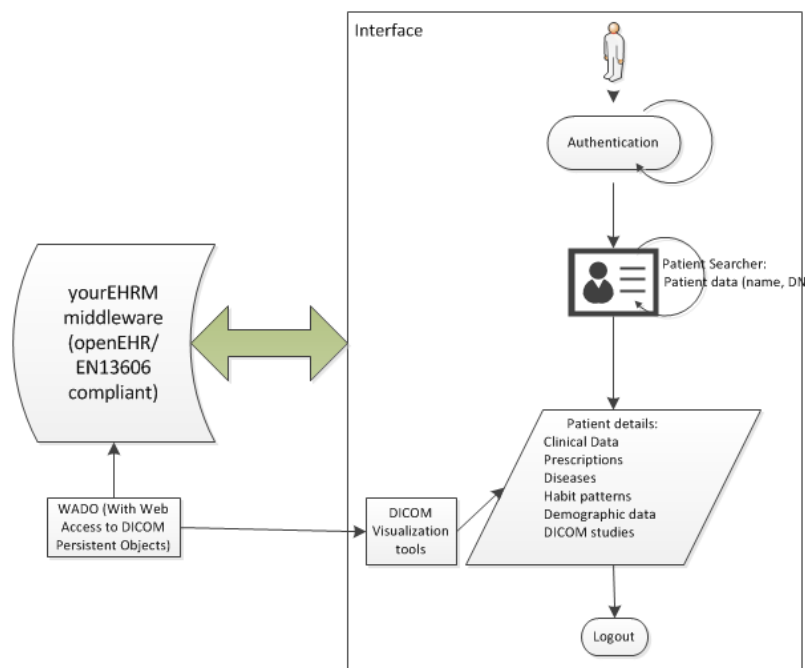 Interface
Authentication
Patient Searcher:
Patient data (name, DN
yourEHRM
middleware
(openEHR/
EN13606
compliant)
Patient details:
Clinical Data
Prescriptions
Diseases
Habit patterns
Demographic data
DICOM studies
WADO (With Web
Access to DICOM
Persistent Objects)
DICOM
Visualization
tools
Logout